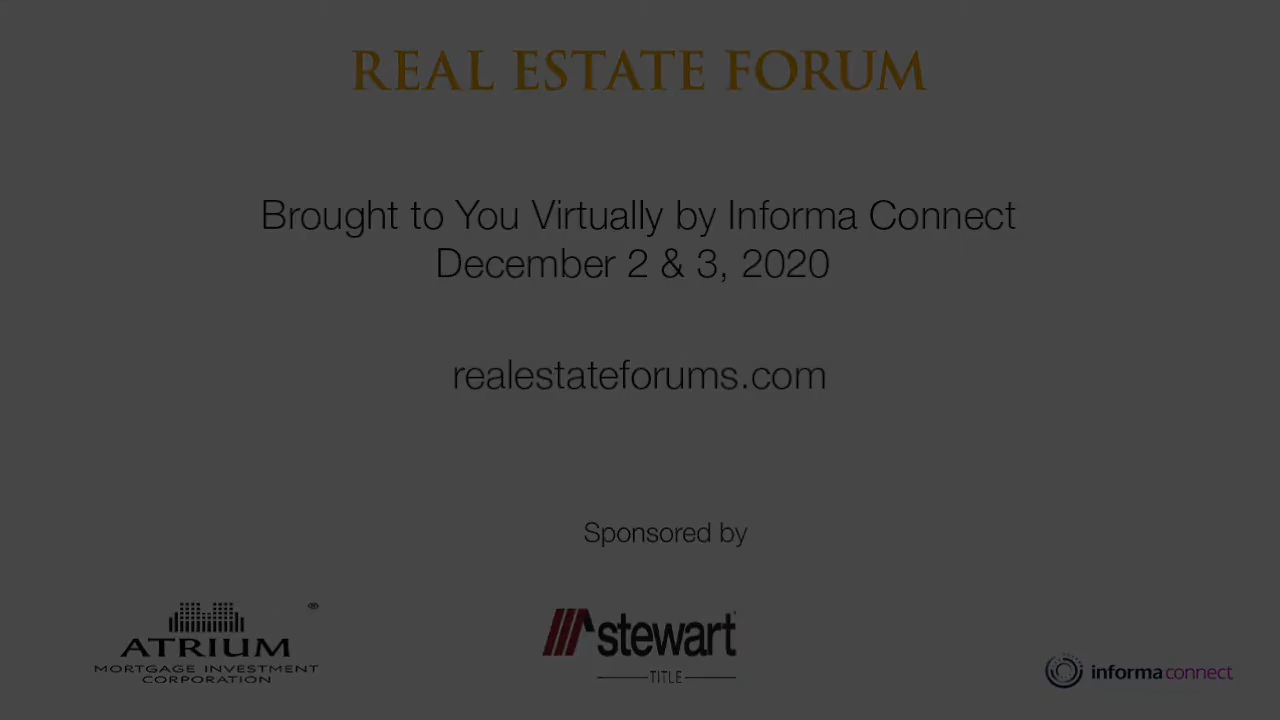 REAL ESTATE FORUM
Brought to You Virtually by Informa Connect
December 2 & 3, 2020
realestateforums.com
Sponsored by
ATRIUM®
MORTGAGE INVESTMENT
CORPORATION
stewart
TITLE
informa connect